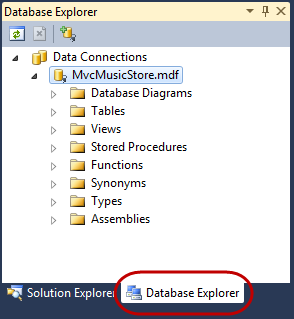 Database Explorer
Data Connections
MvcMusicStore.mdf
Database Diagrams
Tables
Views
Stored Procedures
Functions
Synonyms
Types
Assemblies
Solution Explorer Database Explorer